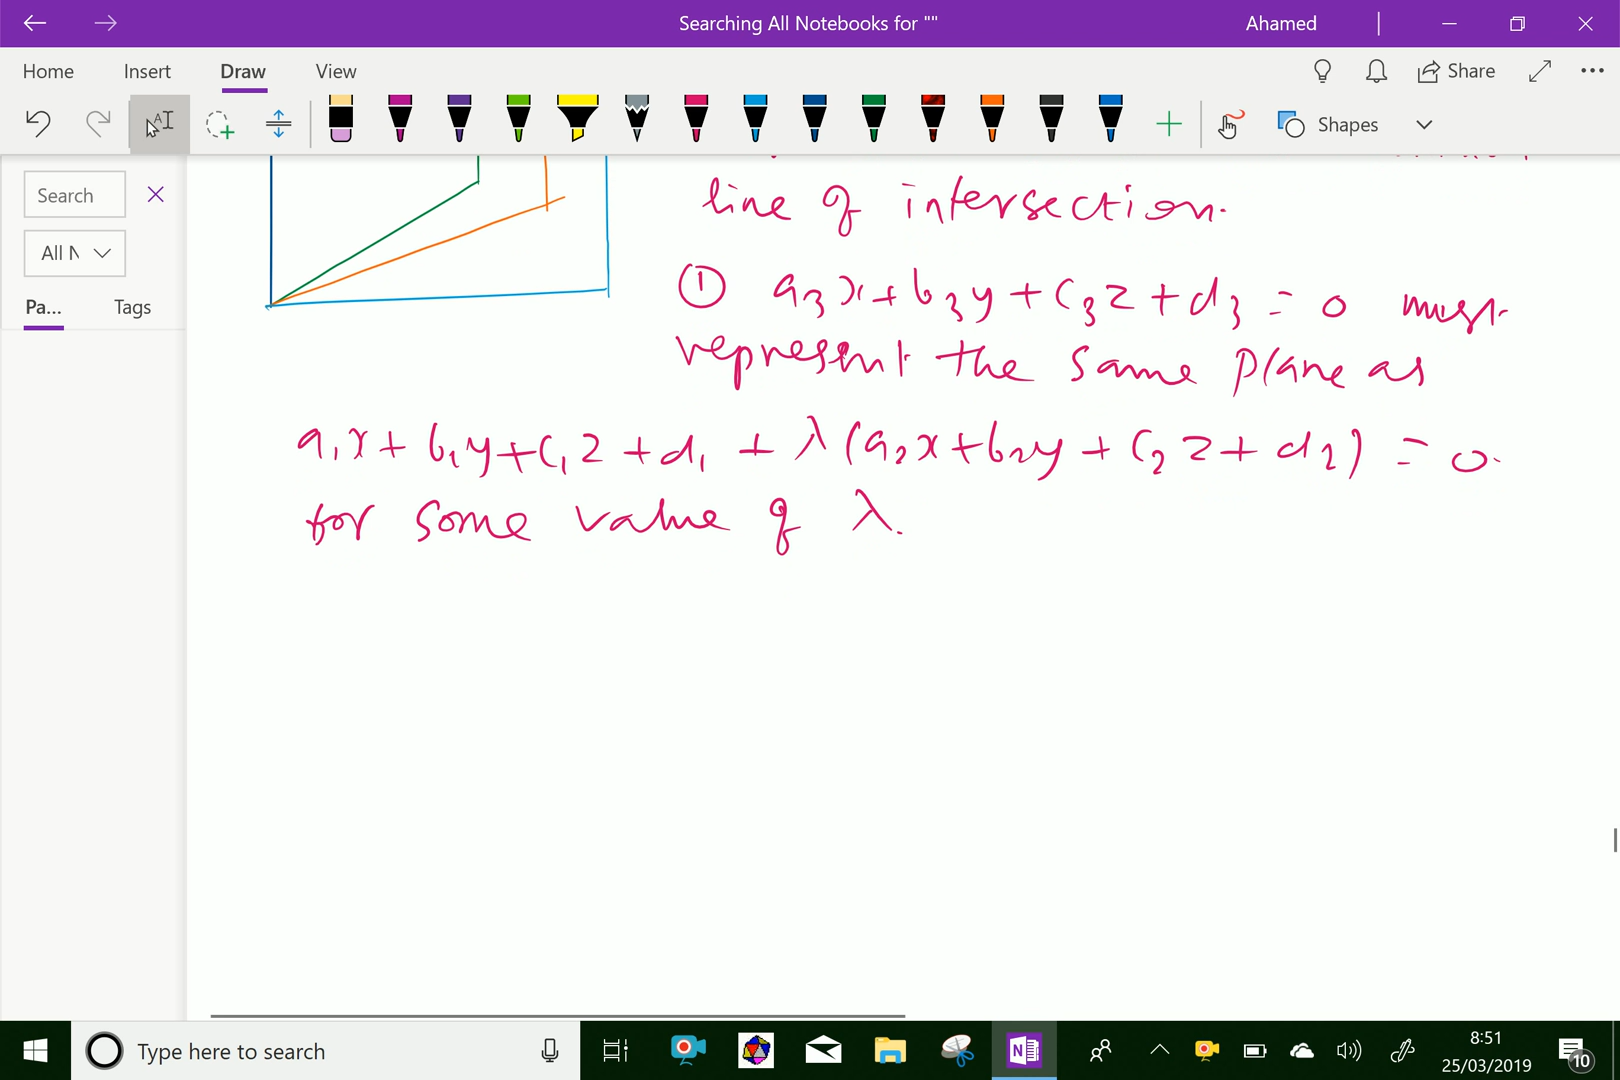 Searching All Notebooks for ""
Ahamed
Home Insert Draw View
Share
Shapes
Search
All N
Pa... Tags
line of intersection.
① a₃x + b₃y + c₃z + d₃ = 0 must
represent the same plane as
a₁x + b₁y + c₁z + d₁ + λ(a₂x + b₂y + c₂z + d₂) = 0.
for some value of λ.
Type here to search
N
8:51
25/03/2019
10